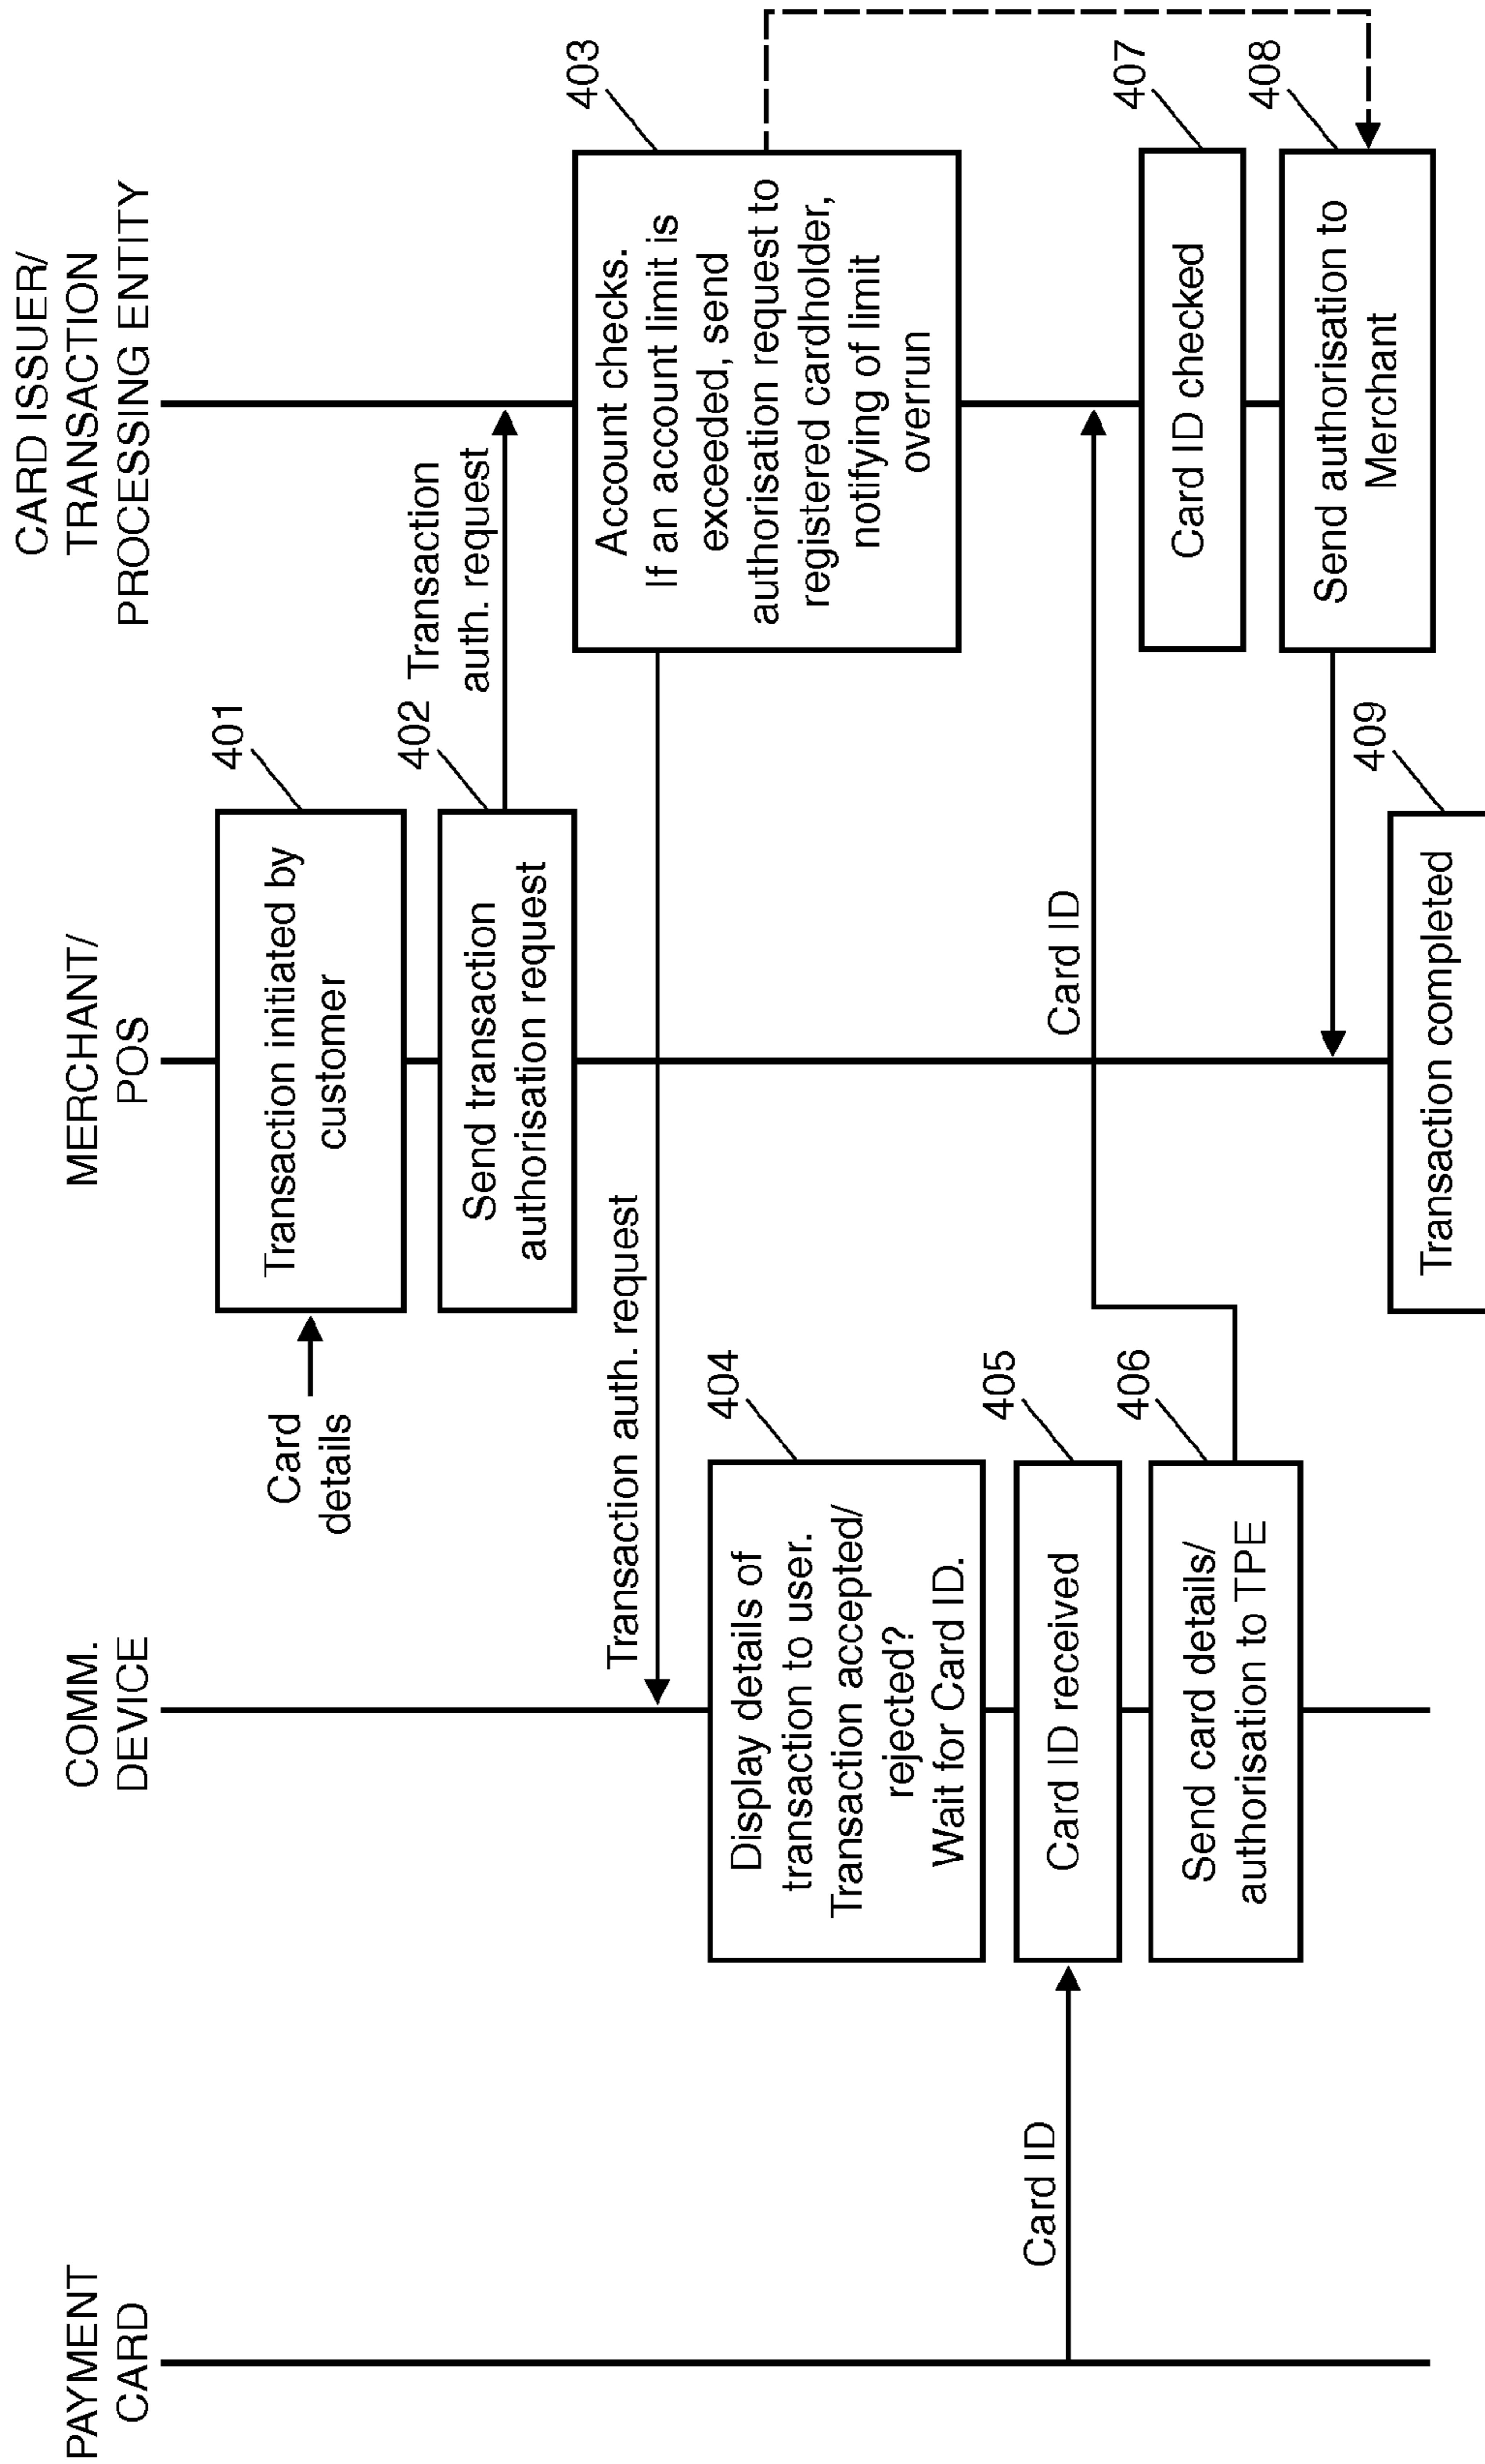 PAYMENT
CARD
COMM.
DEVICE
MERCHANT/
POS
CARD ISSUER/
TRANSACTION
PROCESSING ENTITY
Card
details
Transaction initiated by
customer
401
Send transaction
authorisation request
402
Transaction
auth. request
Account checks.
If an account limit is
exceeded, send
authorisation request to
registered cardholder,
notifying of limit
overrun
403
Transaction auth. request
Display details of
transaction to user.
Transaction accepted/
rejected?
Wait for Card ID.
404
Card ID
Card ID received
405
Send card details/
authorisation to TPE
406
Card ID
Card ID checked
407
Send authorisation to
Merchant
408
Transaction completed
409